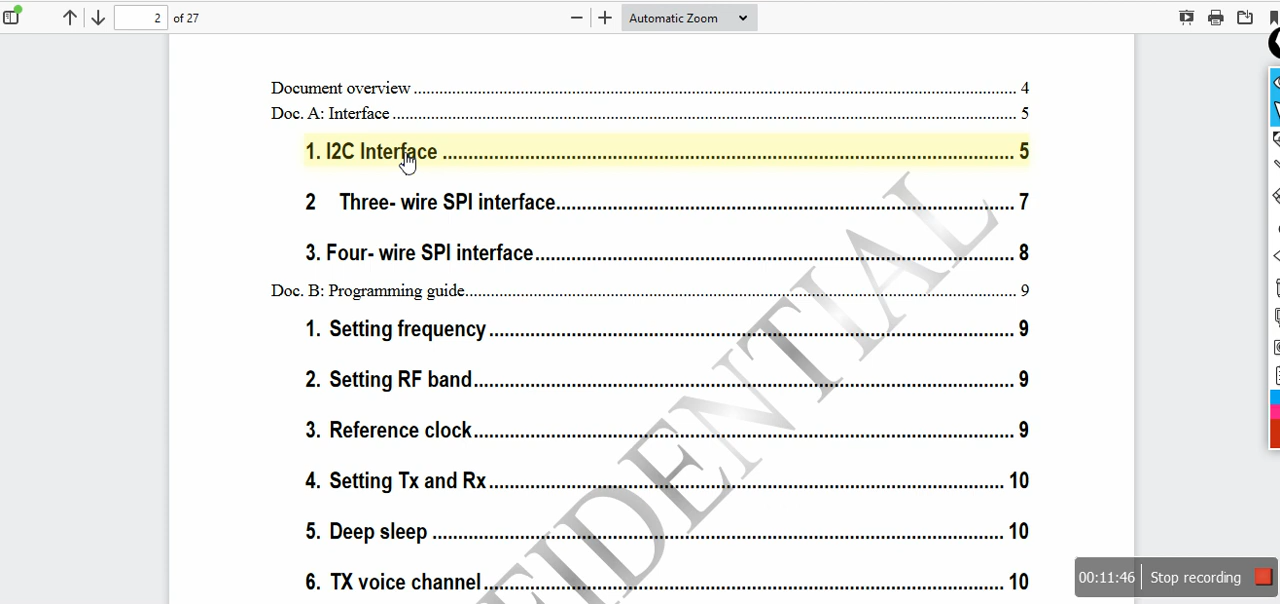 2 of 27 Automatic Zoom
Document overview........................................................................................................................................ 4
Doc. A: Interface............................................................................................................................................. 5
1. I2C Interface ................................................................................................................ 5
2 Three- wire SPI interface.......................................................................................... 7
3. Four- wire SPI interface.............................................................................................. 8
Doc. B: Programming guide............................................................................................................................ 9
1. Setting frequency....................................................................................................... 9
2. Setting RF band.......................................................................................................... 9
3. Reference clock.......................................................................................................... 9
4. Setting Tx and Rx..................................................................................................... 10
5. Deep sleep ................................................................................................................ 10
6. TX voice channel...................................................................................................... 10
FIDENTIAL
00:11:46 Stop recording